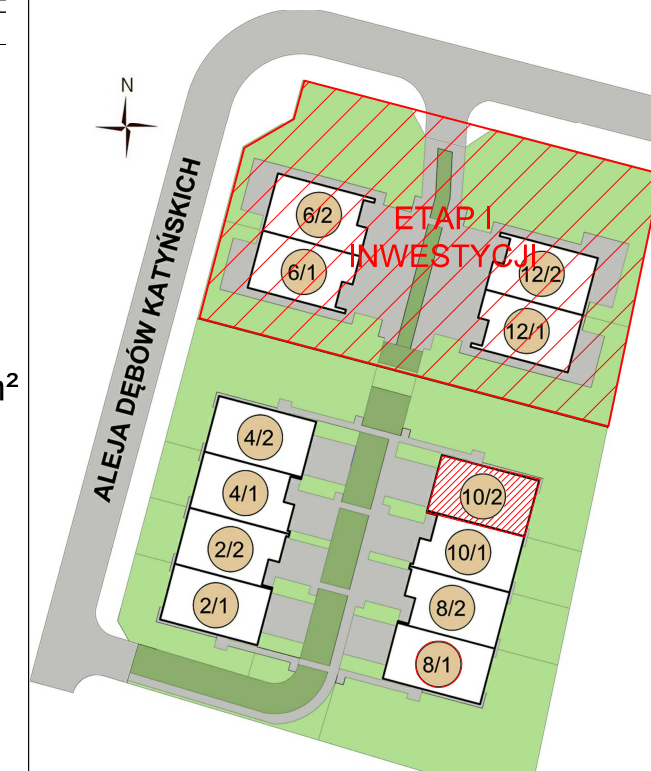 N
ALEJA DĘBÓW KATYŃSKICH
ETAP I
INWESTYCJI
6/2
6/1
12/2
12/1
m²
4/2
4/1
2/2
2/1
10/2
10/1
8/2
8/1